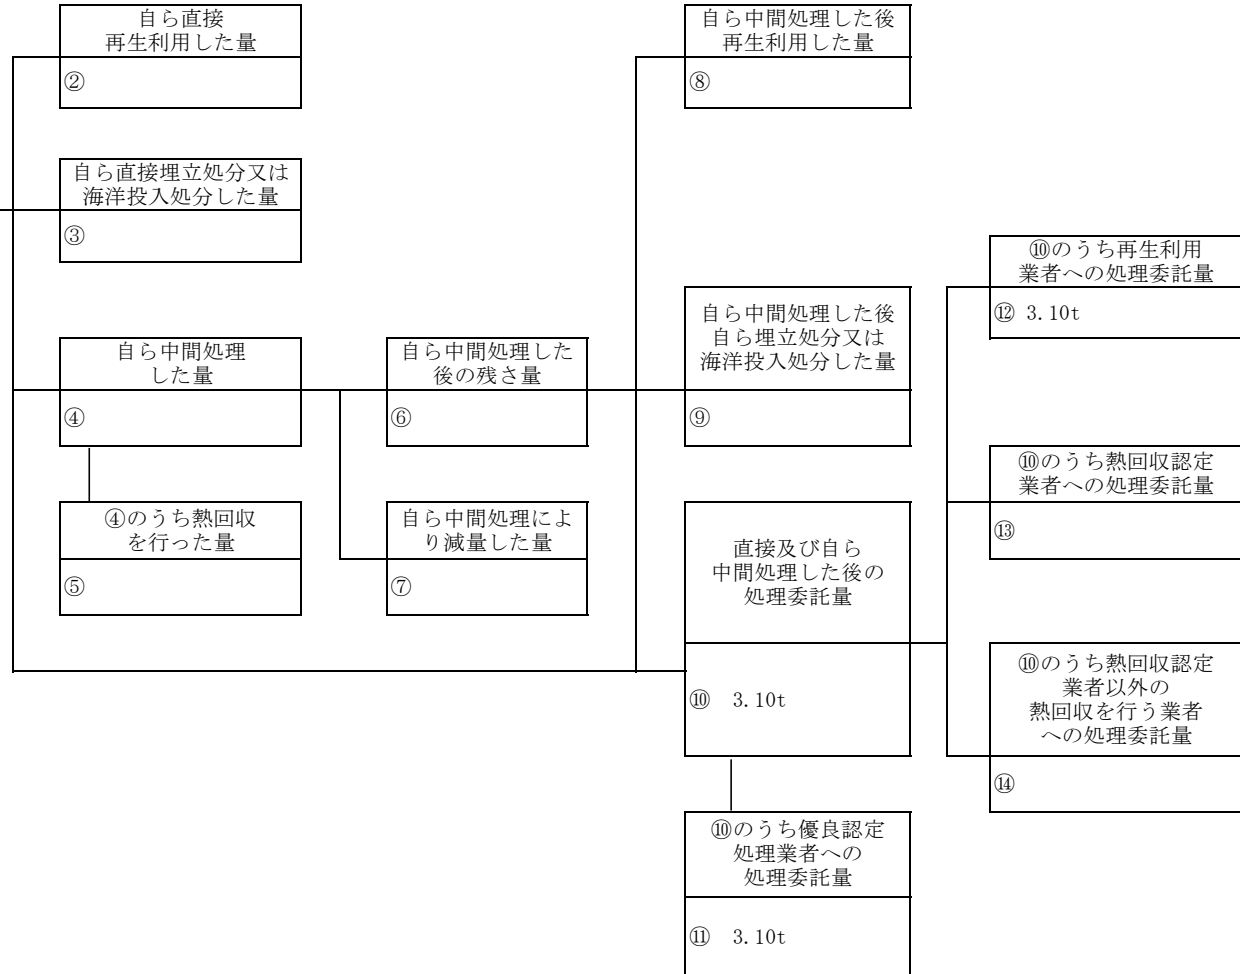 自ら直接
再生利用した量
②
自ら直接埋立処分又は
海洋投入処分した量
③
自ら中間処理
した量
④
④のうち熱回収
を行った量
⑤
自ら中間処理した
後の残さ量
⑥
自ら中間処理によ
り減量した量
⑦
自ら中間処理した後
再生利用した量
⑧
自ら中間処理した後
自ら埋立処分又は
海洋投入処分した量
⑨
直接及び自ら
中間処理した後の
処理委託量
⑩ 3.10t
⑩のうち優良認定
処理業者への
処理委託量
⑪ 3.10t
⑩のうち再生利用
業者への処理委託量
⑫ 3.10t
⑩のうち熱回収認定
業者への処理委託量
⑬
⑩のうち熱回収認定
業者以外の
熱回収を行う業者
への処理委託量
⑭